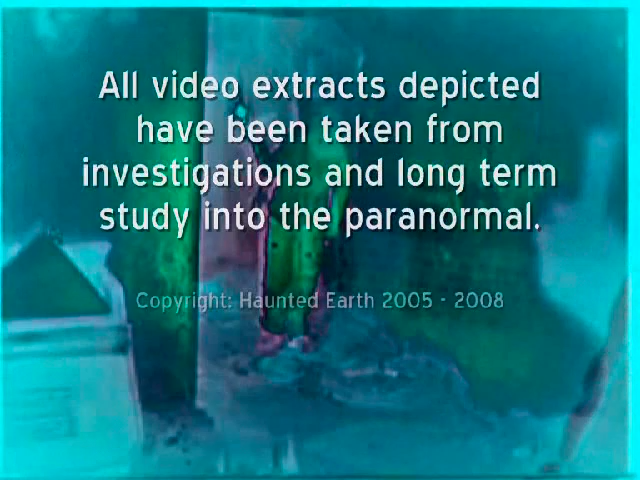 All video extracts depicted
have been taken from
investigations and long term
study into the paranormal.
Copyright: Haunted Earth 2005 - 2008